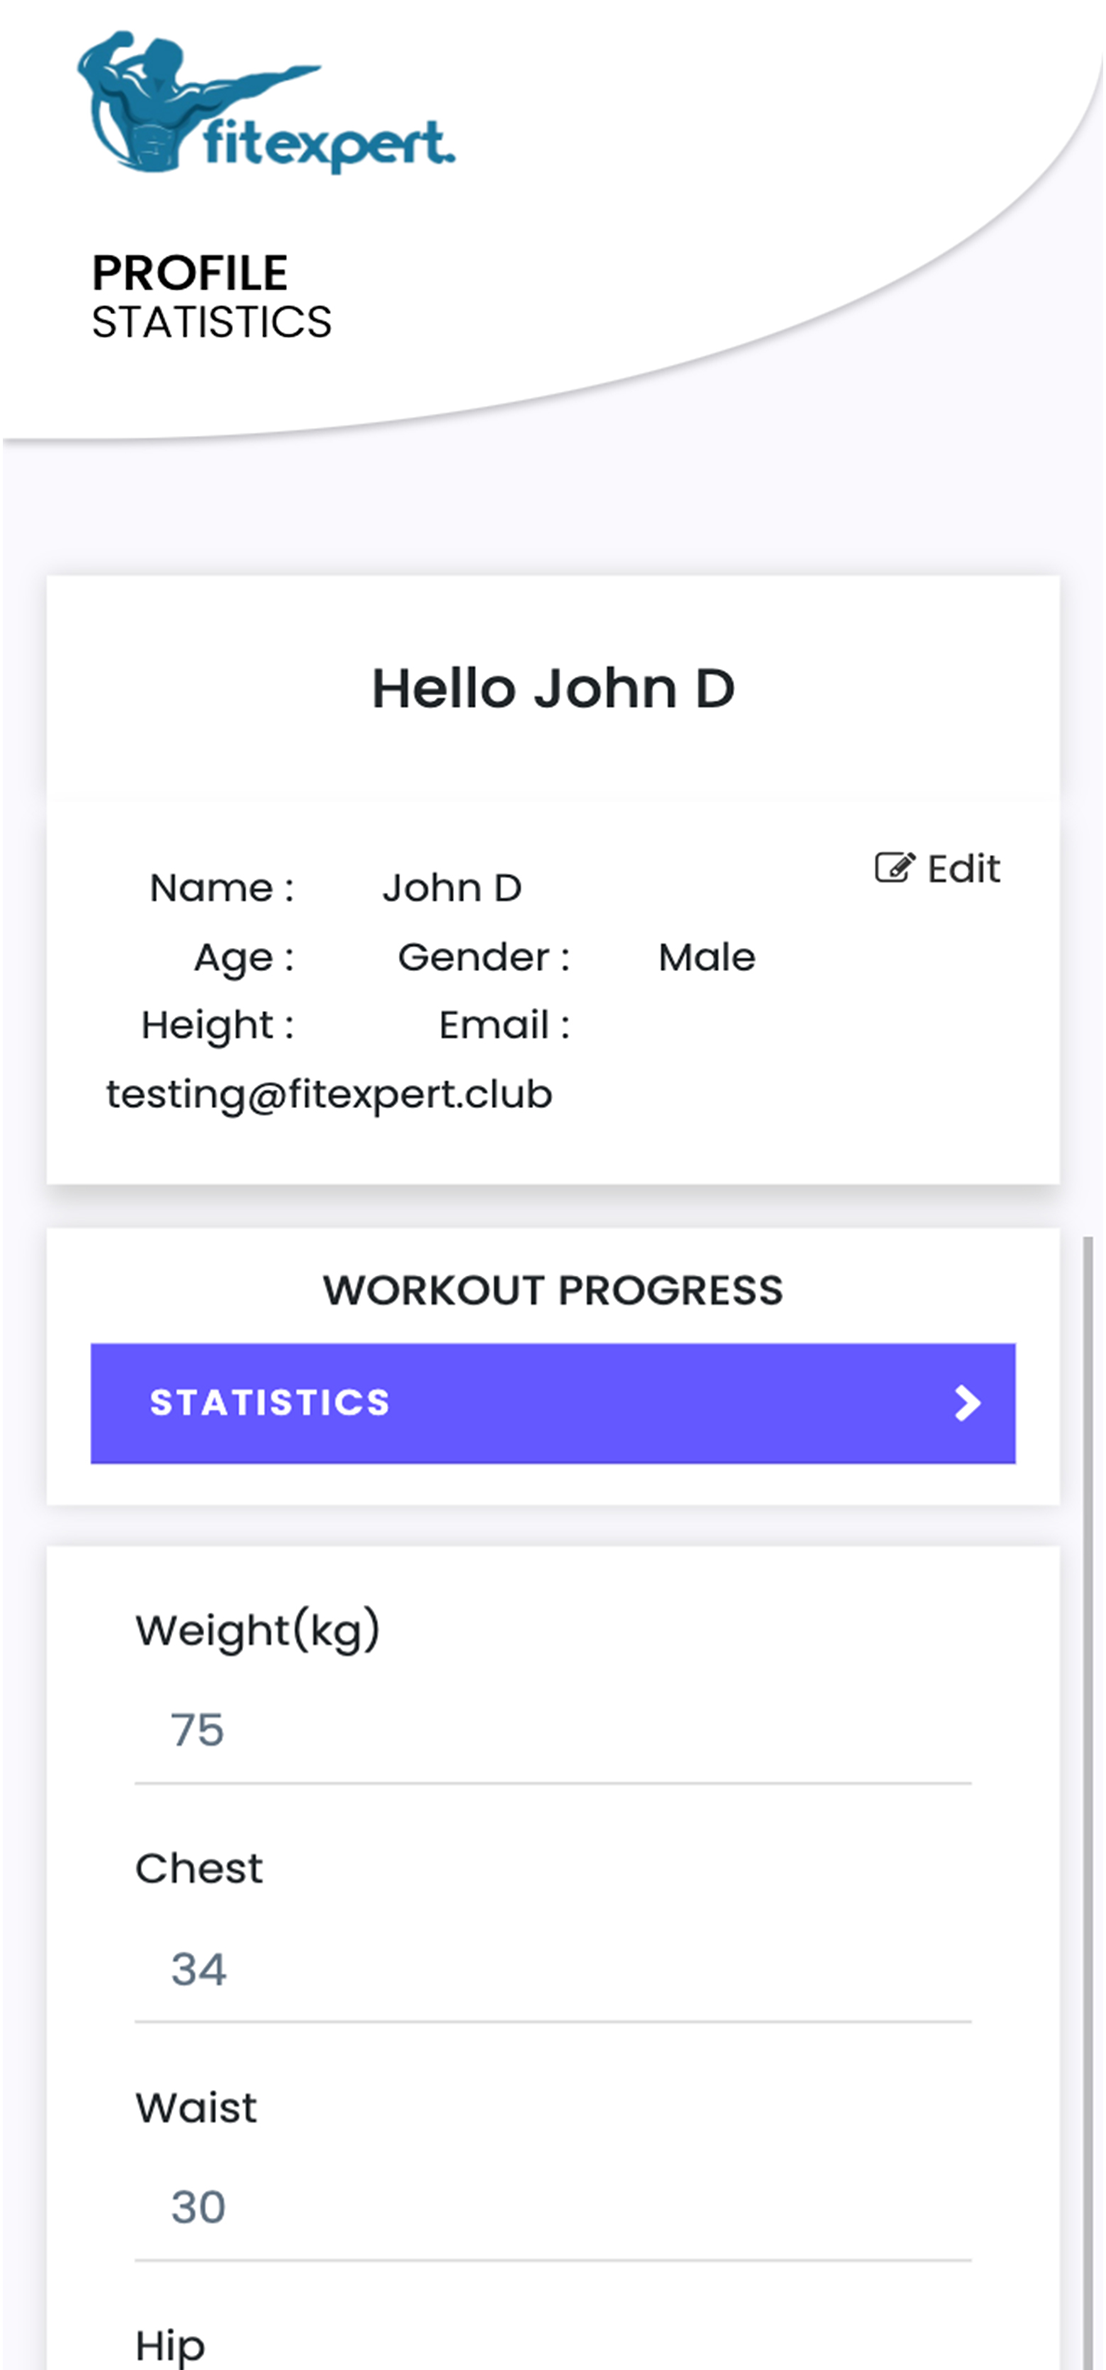 fitexpert.
PROFILE
STATISTICS
Hello John D
Edit
Name : John D
Age : Gender : Male
Height : Email :
testing@fitexpert.club
WORKOUT PROGRESS
STATISTICS
Weight(kg)
75
Chest
34
Waist
30
Hip